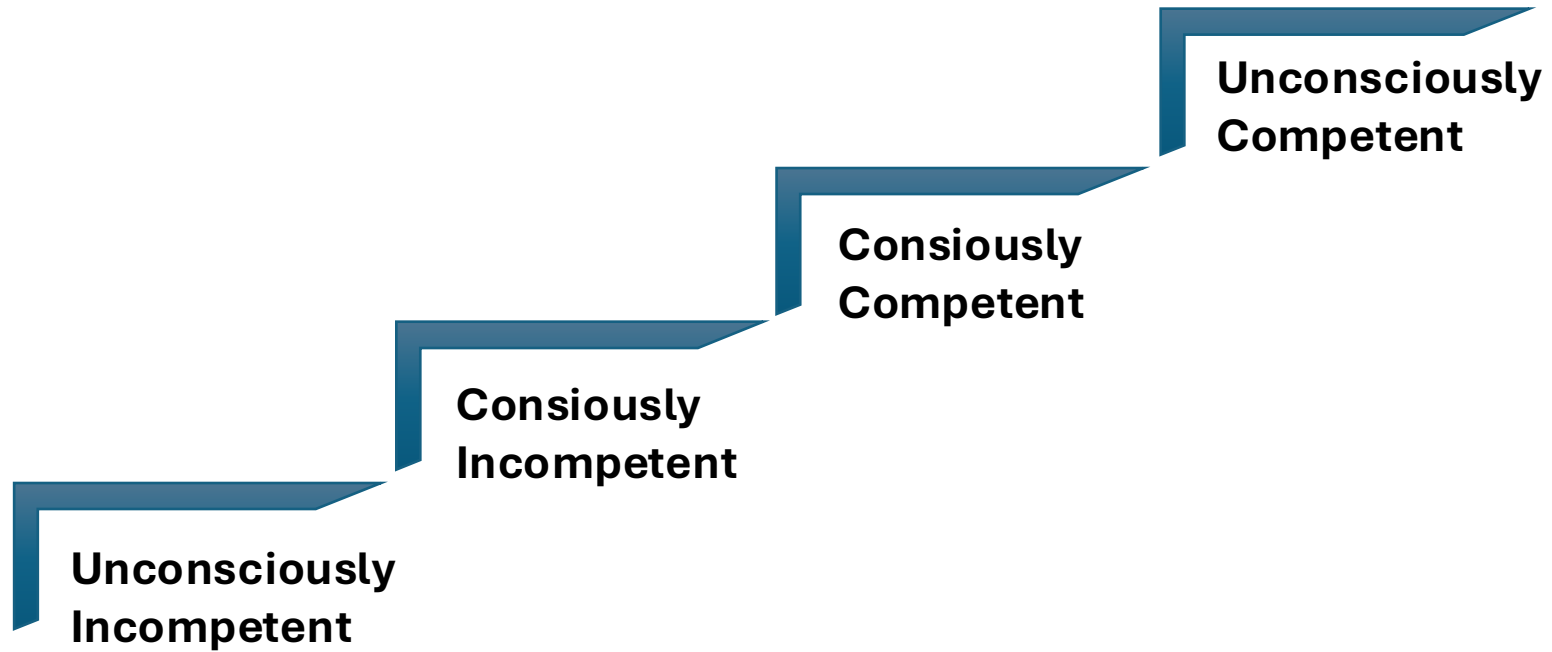 Unconsciously
Competent
Consiously
Competent
Consiously
Incompetent
Unconsciously
Incompetent